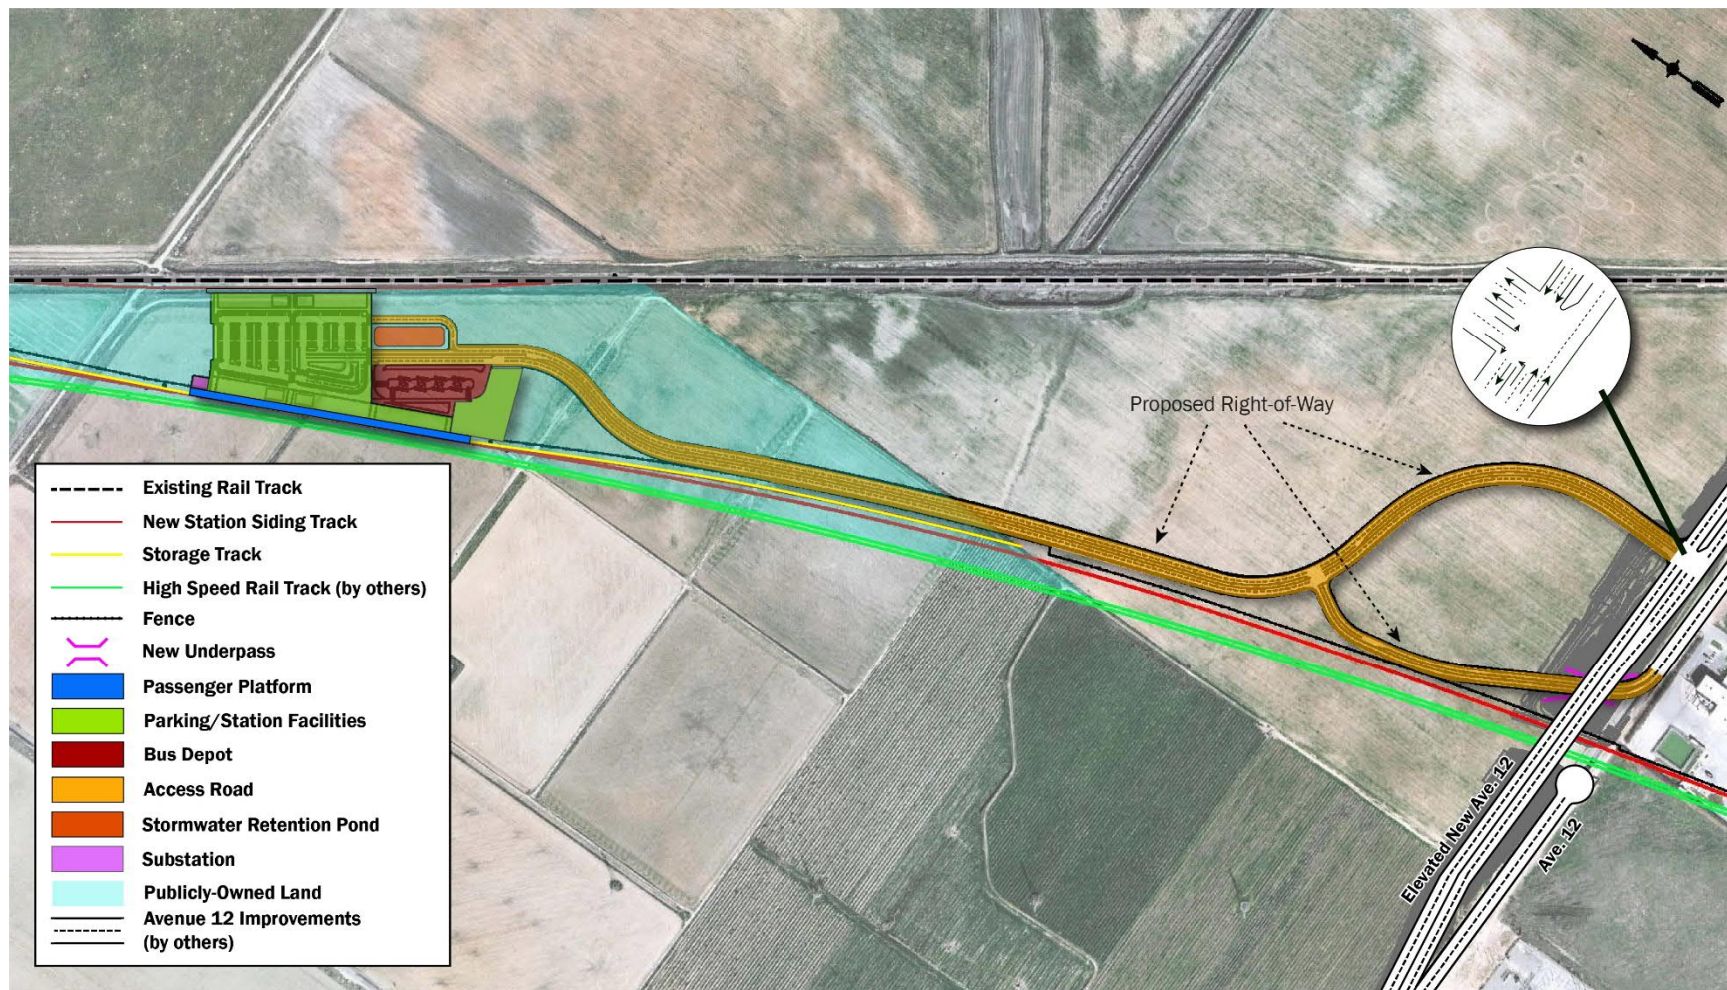 Proposed Right-of-Way
Existing Rail Track
New Station Siding Track
Storage Track
High Speed Rail Track (by others)
Fence
New Underpass
Passenger Platform
Parking/Station Facilities
Bus Depot
Access Road
Stormwater Retention Pond
Substation
Publicly-Owned Land
Avenue 12 Improvements
(by others)
Elevated New Ave. 12
Ave. 12